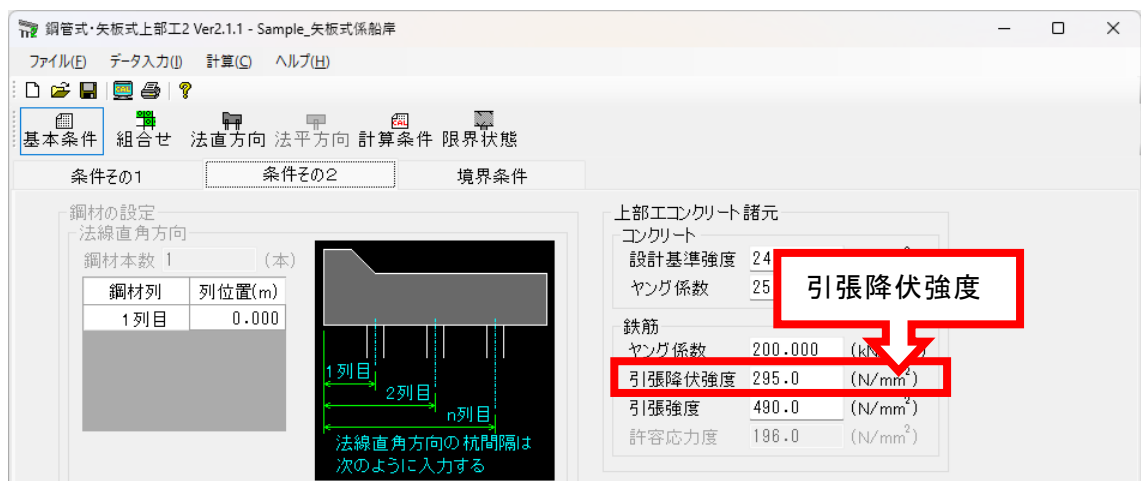 鋼管式・矢板式上部工2 Ver2.1.1 - Sample_矢板式係船岸
ファイル(F) データ入力(I) 計算(C) ヘルプ(H)
基本条件 組合せ 法直方向 法平方向 計算条件 限界状態
条件その1 条件その2 境界条件
鋼材の設定
法線直角方向
鋼材本数 1 (本)
鋼材列 列位置(m)
1列目 0.000
1列目
2列目
n列目
法線直角方向の杭間隔は
次のように入力する
上部工コンクリート諸元
コンクリート
設計基準強度 24
ヤング係数 25
引張降伏強度
鉄筋
ヤング係数 200.000
引張降伏強度 295.0 (N/mm²)
引張強度 490.0 (N/mm²)
許容応力度 196.0 (N/mm²)